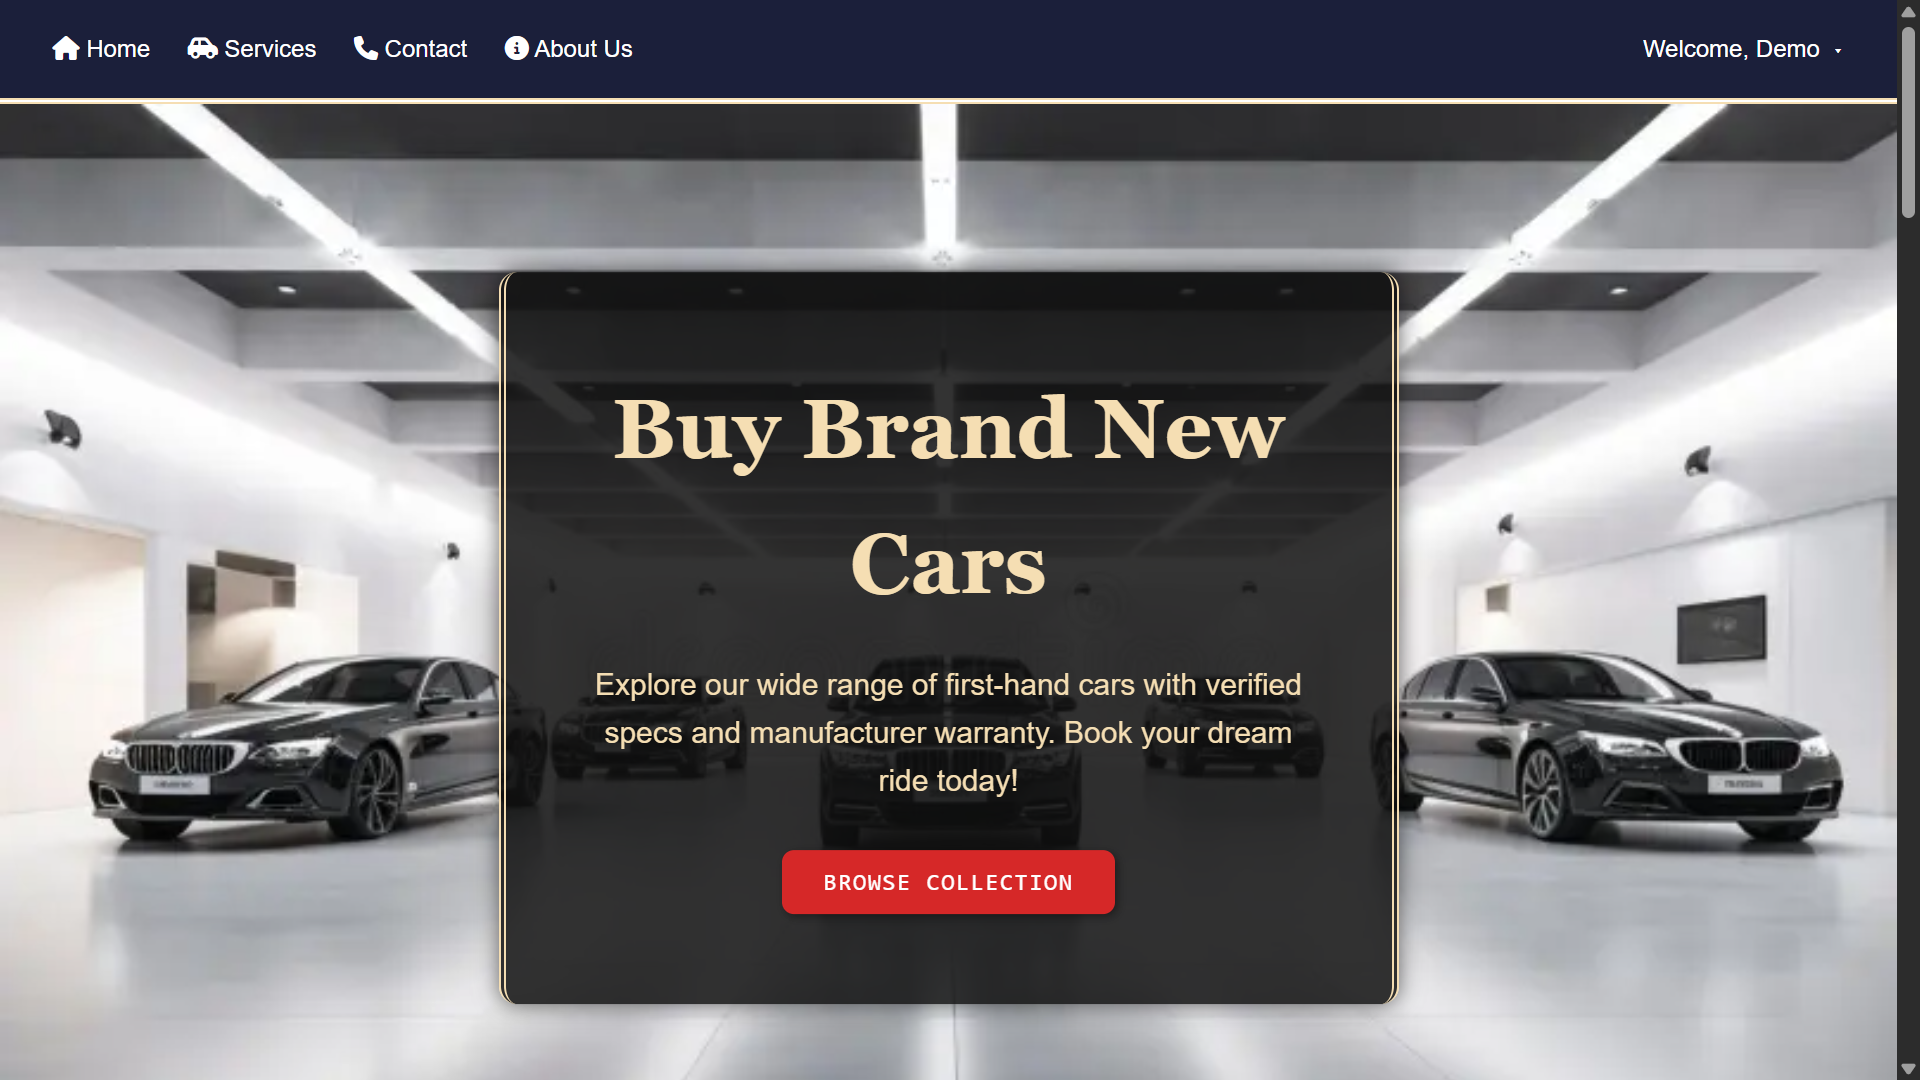 Home Services Contact About Us Welcome, Demo
Buy Brand New
Cars
Explore our wide range of first-hand cars with verified
specs and manufacturer warranty. Book your dream
ride today!
BROWSE COLLECTION